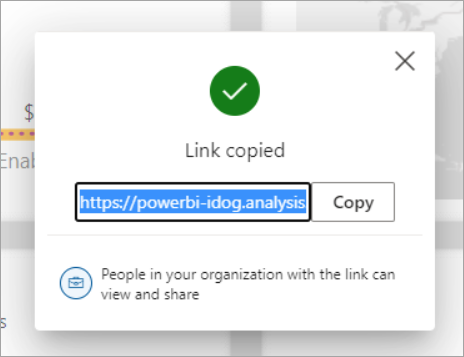 $
Enab
Link copied
https://powerbi-idog.analysis
Copy
People in your organization with the link can
view and share
s